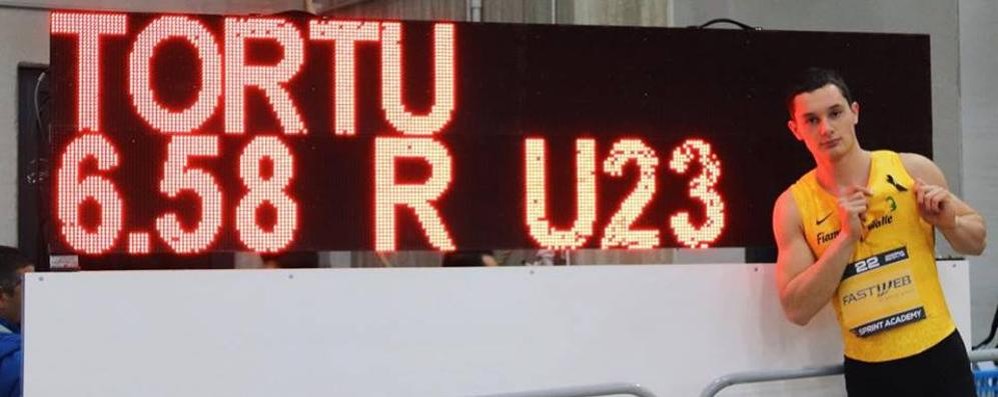 TORTU
6.58 R U23
22
FASTWEB
SPRINT ACADEMY